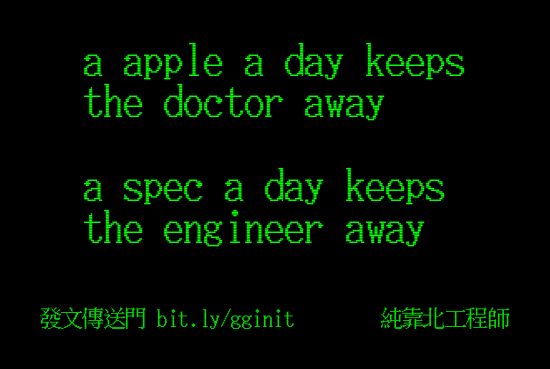 a apple a day keeps
the doctor away
a spec a day keeps
the engineer away
發文傳送門 bit.ly/gginit 純靠北工程師